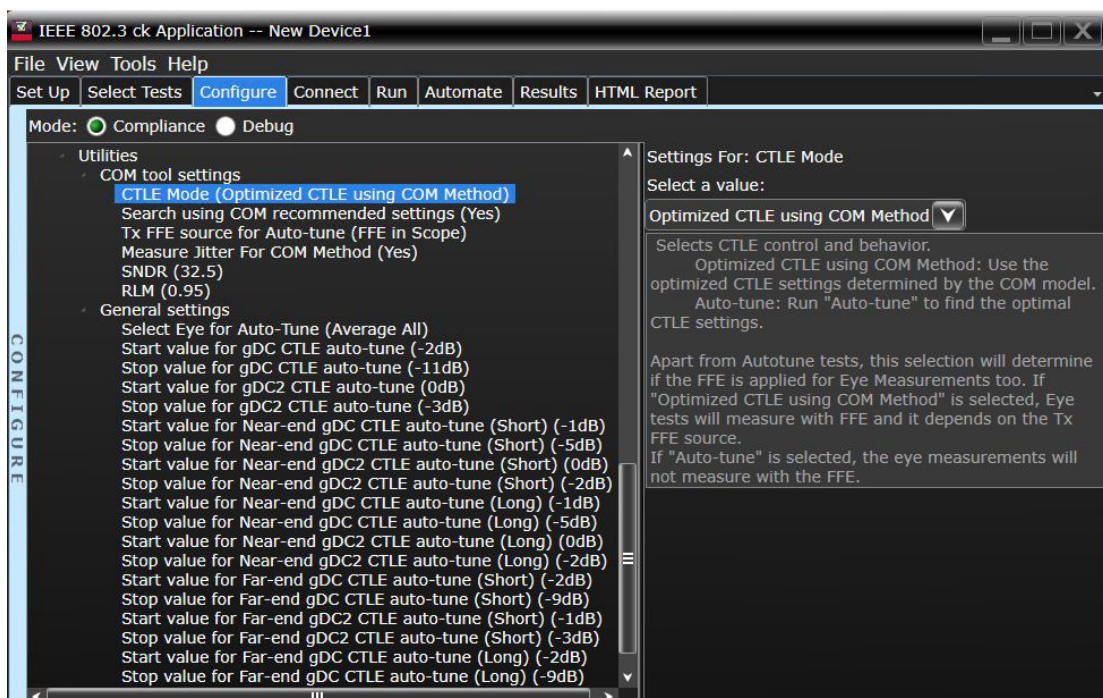 IEEE 802.3 ck Application -- New Device1
File View Tools Help
Set Up Select Tests Configure Connect Run Automate Results HTML Report
Mode: Compliance Debug
CONFIGURE
Utilities
COM tool settings
CTLE Mode (Optimized CTLE using COM Method)
Search using COM recommended settings (Yes)
Tx FFE source for Auto-tune (FFE in Scope)
Measure Jitter For COM Method (Yes)
SNDR (32.5)
RLM (0.95)
General settings
Select Eye for Auto-Tune (Average All)
Start value for gDC CTLE auto-tune (-2dB)
Stop value for gDC CTLE auto-tune (-11dB)
Start value for gDC2 CTLE auto-tune (0dB)
Stop value for gDC2 CTLE auto-tune (-3dB)
Start value for Near-end gDC CTLE auto-tune (Short) (-1dB)
Stop value for Near-end gDC CTLE auto-tune (Short) (-5dB)
Start value for Near-end gDC2 CTLE auto-tune (Short) (0dB)
Stop value for Near-end gDC2 CTLE auto-tune (Short) (-2dB)
Start value for Near-end gDC CTLE auto-tune (Long) (-1dB)
Stop value for Near-end gDC CTLE auto-tune (Long) (-5dB)
Start value for Near-end gDC2 CTLE auto-tune (Long) (0dB)
Stop value for Near-end gDC2 CTLE auto-tune (Long) (-2dB)
Start value for Far-end gDC CTLE auto-tune (Short) (-2dB)
Stop value for Far-end gDC CTLE auto-tune (Short) (-9dB)
Start value for Far-end gDC2 CTLE auto-tune (Short) (-1dB)
Stop value for Far-end gDC2 CTLE auto-tune (Short) (-3dB)
Start value for Far-end gDC CTLE auto-tune (Long) (-2dB)
Stop value for Far-end gDC CTLE auto-tune (Long) (-9dB)
Settings For: CTLE Mode
Select a value:
Optimized CTLE using COM Method
Selects CTLE control and behavior.
Optimized CTLE using COM Method: Use the
optimized CTLE settings determined by the COM model.
Auto-tune: Run "Auto-tune" to find the optimal
CTLE settings.
Apart from Autotune tests, this selection will determine
if the FFE is applied for Eye Measurements too. If
"Optimized CTLE using COM Method" is selected, Eye
tests will measure with FFE and it depends on the Tx
FFE source.
If "Auto-tune" is selected, the eye measurements will
not measure with the FFE.